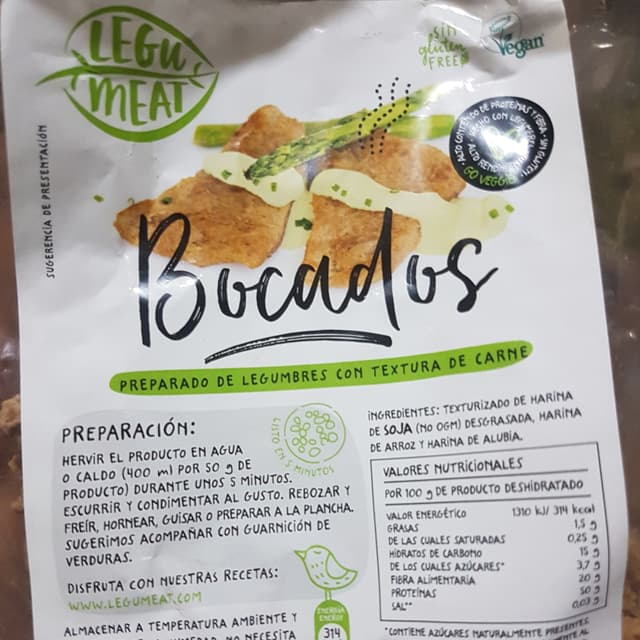 LEGU
MEAT
sin
gluten
FREE
Vegan
GO VEGGIE
SUGERENCIA DE PRESENTACIÓN
Bocados
PREPARADO DE LEGUMBRES CON TEXTURA DE CARNE
PREPARACIÓN:
HERVIR EL PRODUCTO EN AGUA
O CALDO (400 ml POR 50 g DE
PRODUCTO) DURANTE UNOS 5 MINUTOS.
ESCURRIR Y CONDIMENTAR AL GUSTO. REBOZAR Y
FREÍR, HORNEAR, GUISAR O PREPARAR A LA PLANCHA.
SUGERIMOS ACOMPAÑAR CON GUARNICIÓN DE
VERDURAS.
LISTO EN 5 MINUTOS
DISFRUTA CON NUESTRAS RECETAS:
WWW.LEGUMEAT.COM
ALMACENAR A TEMPERATURA AMBIENTE Y
NO NECESITA
ENERGÍA
ENERGY
314
INGREDIENTES: TEXTURIZADO DE HARINA
DE SOJA (NO OGM) DESGRASADA, HARINA
DE ARROZ Y HARINA DE ALUBIA.
VALORES NUTRICIONALES
POR 100 g DE PRODUCTO DESHIDRATADO
VALOR ENERGÉTICO 1310 kJ/ 314 kcal
GRASAS 1,5 g
DE LAS CUALES SATURADAS 0,25 g
HIDRATOS DE CARBONO 15 g
DE LOS CUALES AZÚCARES* 3,7 g
FIBRA ALIMENTARIA 20 g
PROTEÍNAS 50 g
SAL** 0,03 g
*CONTIENE AZÚCARES NATURALMENTE PRESENTES